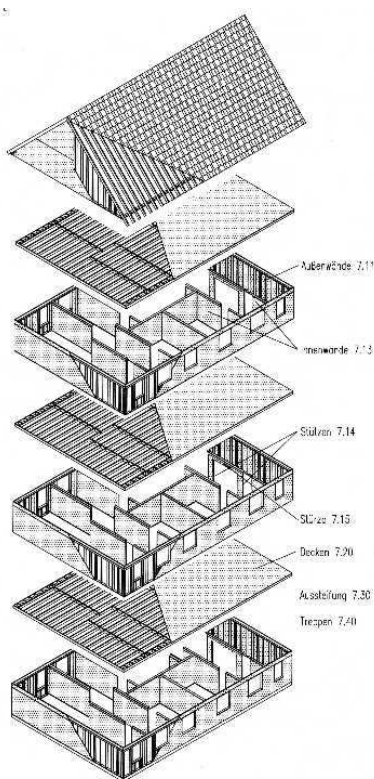 Außenwände 7.11
Innenwände 7.13
Stützen 7.14
Stürze 7.15
Decken 7.20
Aussteifung 7.30
Treppen 7.40